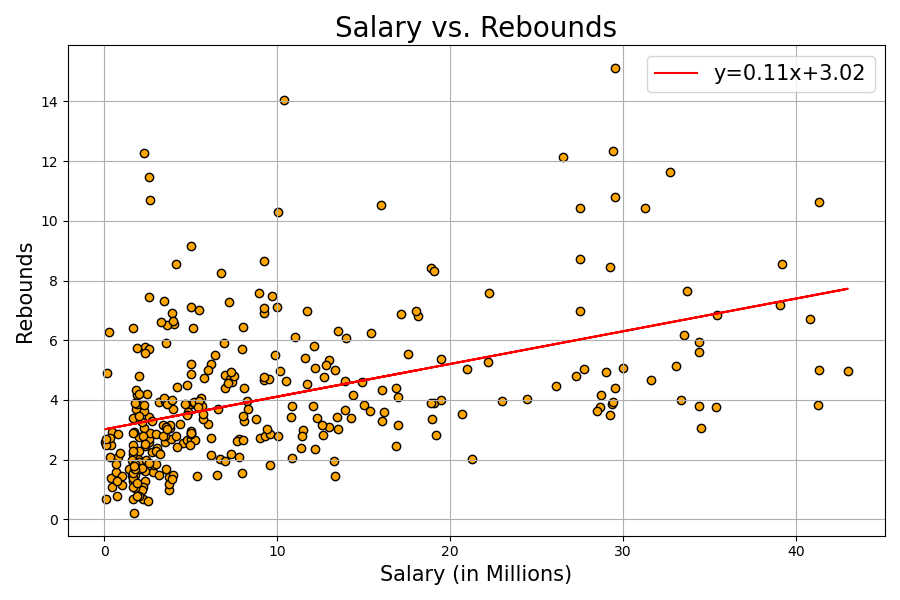 Salary vs. Rebounds
y=0.11x+3.02
14
12
10
8
6
4
2
0
Rebounds
0 10 20 30 40
Salary (in Millions)